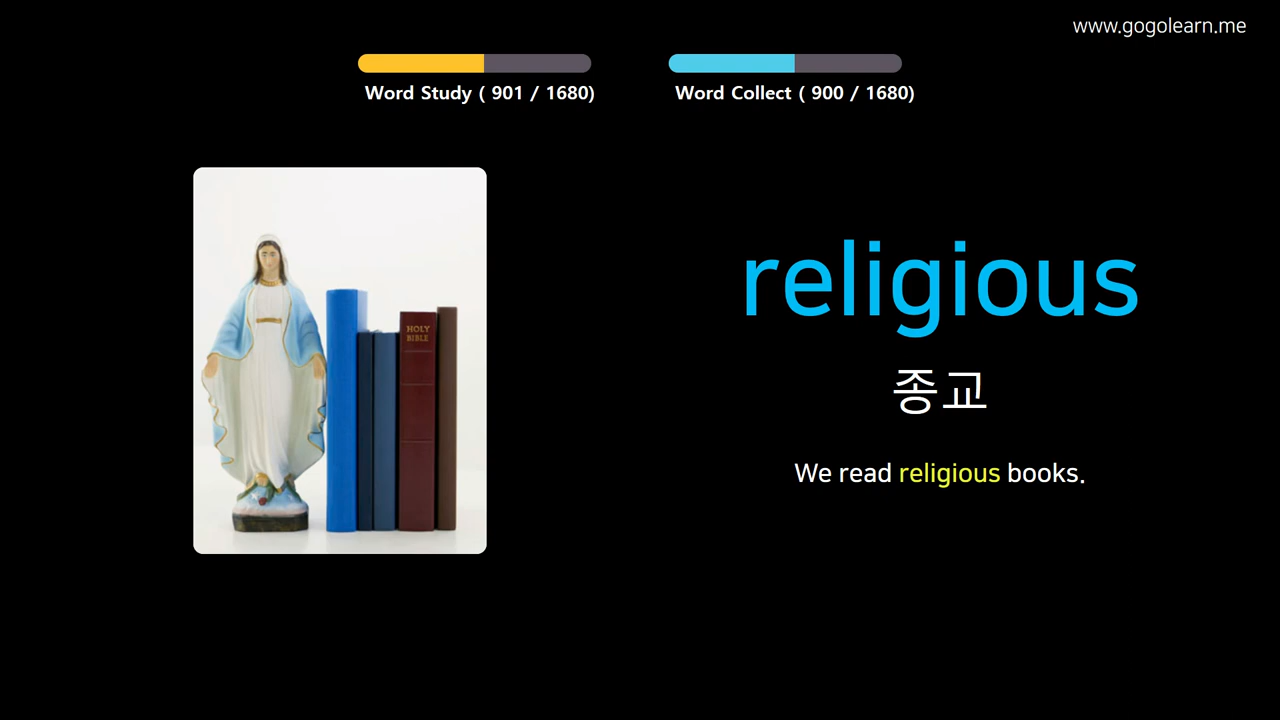 www.gogolearn.me
Word Study ( 901 / 1680)
Word Collect ( 900 / 1680)
HOLY
BIBLE
religious
종교
We read religious books.